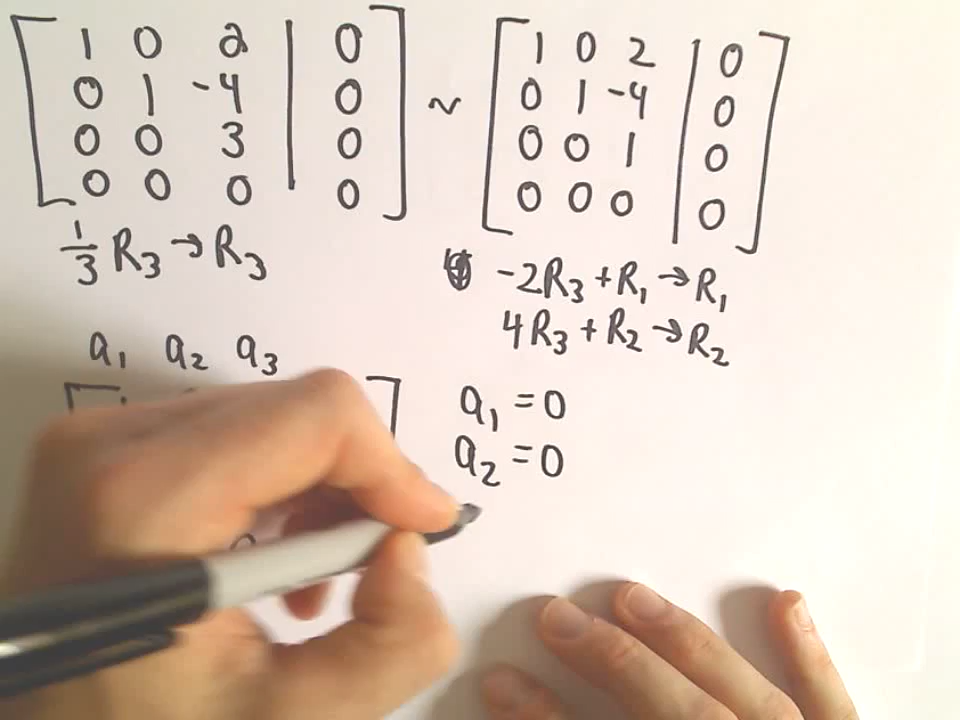 1 0 2 | 0 ~ 1 0 2 | 0
0 1 -4 | 0 0 1 -4 | 0
0 0 3 | 0 0 0 1 | 0
0 0 0 | 0 0 0 0 | 0
1/3 R₃ → R₃
-2R₃ + R₁ → R₁
4R₃ + R₂ → R₂
a₁ a₂ a₃
a₁ = 0
a₂ = 0